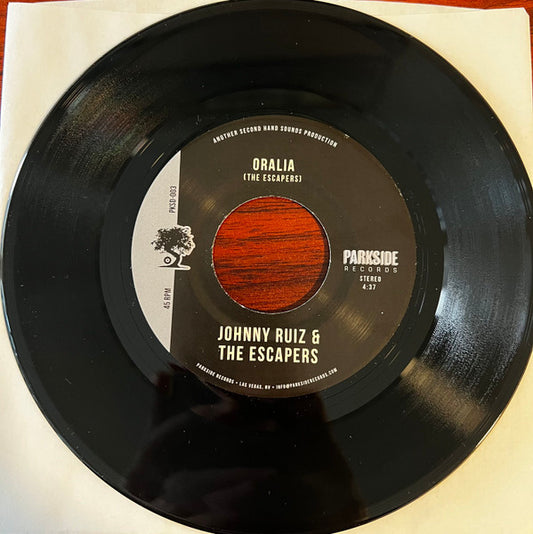 ANOTHER SECOND HAND SOUNDS PRODUCTION
ORALIA
(THE ESCAPERS)
PKSD-003
45 RPM
PARKSIDE
RECORDS
STEREO
4:37
JOHNNY RUIZ &
THE ESCAPERS
PARKSIDE RECORDS • LAS VEGAS, NV • INFO@PARKSIDERECORDS.COM